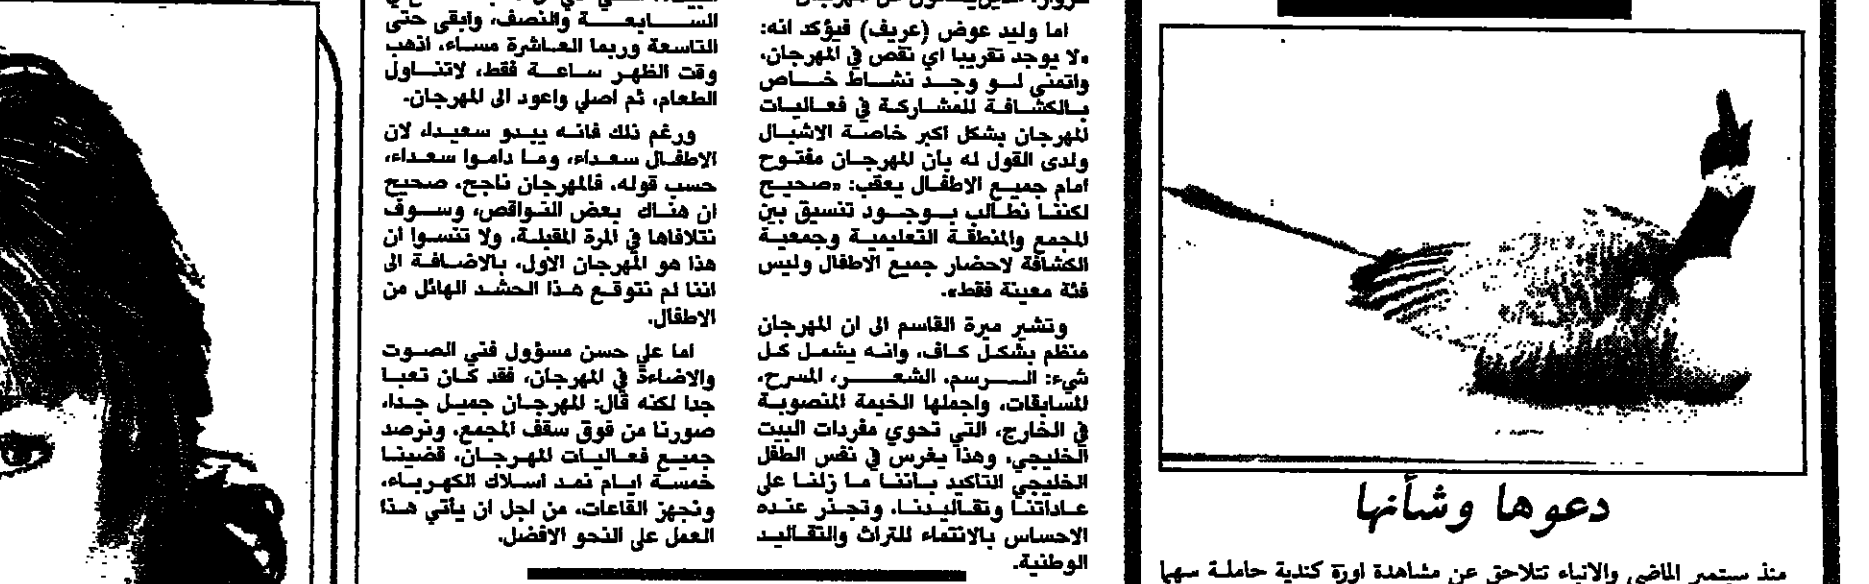 دعوها وشأنها
منذ سبتمبر الماضي والانباء تتلاحق عن مشاهدة اوزة كندية حاملة سهما
اما وليد عوض (عريف) فيؤكد انه:
«لا يوجد تقريبا اي نقص في المهرجان،
واتمنى لو وجد نشاط خاص
بالكشافة للمشاركة في فعاليات
المهرجان بشكل اكبر خاصة الاشبال
ولدى القول له بأن المهرجان مفتوح
امام جميع الاطفال يعقب: «صحيح
لكننا نطالب بوجود تنسيق بين
المجمع والمنطقة التعليمية وجمعية
الكشافة لاحضار جميع الاطفال وليس
فئة معينة فقط».
وتشير ميرة القاسم الى ان المهرجان
منظم بشكل كاف، وانه يشمل كل
شيء: الرسم، الشعر، المسرح،
المسابقات، واجملها الخيمة المنصوبة
في الخارج، التي تحوي مفردات البيت
الخليجي، وهذا يغرس في نفس الطفل
الخليجي التأكيد بأننا ما زلنا على
عاداتنا وتقاليدنا، وتجذر عنده
الاحساس بالانتماء للتراث والتقاليد
الوطنية.
السابعة والنصف، وابقى حتى
التاسعة وربما العاشرة مساء، اذهب
وقت الظهر ساعة فقط، لاتناول
الطعام، ثم اصلي واعود الى المهرجان.
ورغم ذلك فانه يبدو سعيدا، لان
الاطفال سعداء، وما داموا سعداء،
حسب قوله، فالمهرجان ناجح، صحيح
ان هناك بعض النواقص، وسوف
نتلافاها في المرة المقبلة، ولا تنسوا ان
هذا هو المهرجان الاول، بالاضافة الى
اننا لم نتوقع هذا الحشد الهائل من
الاطفال.
اما علي حسن مسؤول فني الصوت
والاضاءة في المهرجان، فقد كان تعبا
جدا لكنه قال: المهرجان جميل جدا،
صورنا من فوق سقف المجمع، ونرصد
جميع فعاليات المهرجان، قضينا
خمسة ايام نمد اسلاك الكهرباء،
ونجهز القاعات، من اجل ان يأتي هذا
العمل على النحو الافضل.